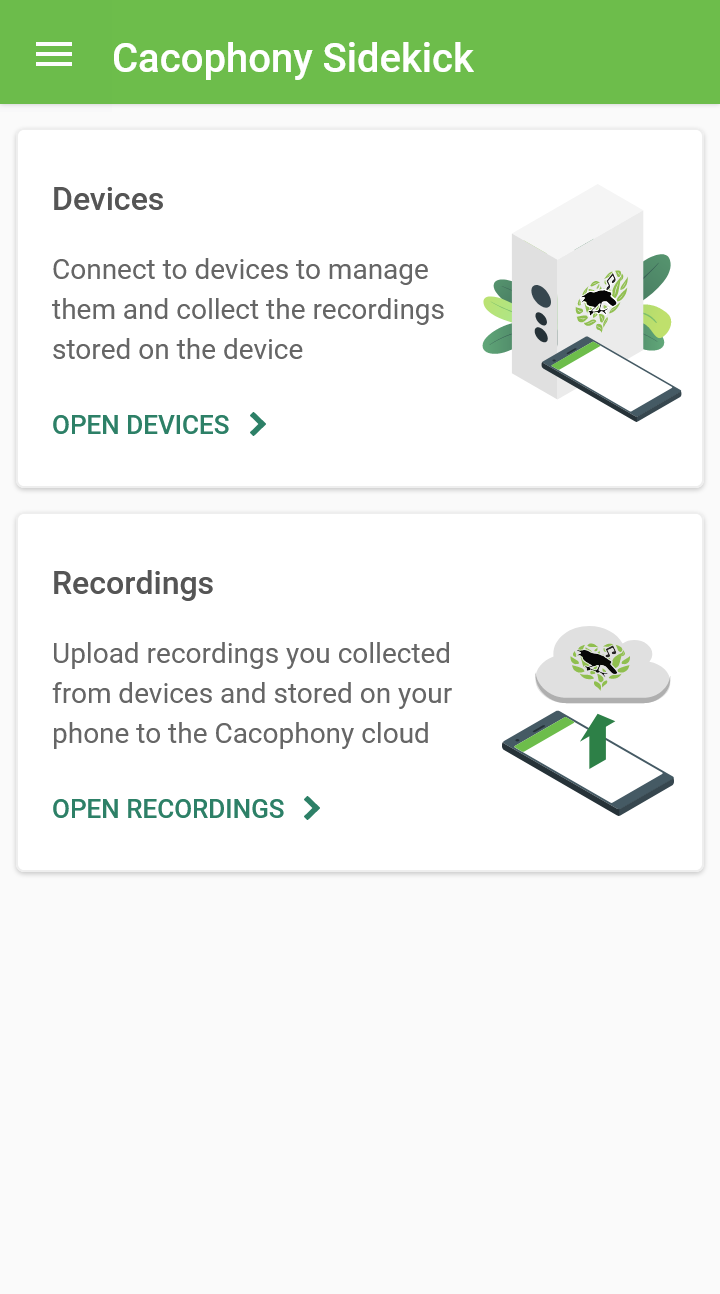 Cacophony Sidekick
Devices
Connect to devices to manage
them and collect the recordings
stored on the device
OPEN DEVICES
Recordings
Upload recordings you collected
from devices and stored on your
phone to the Cacophony cloud
OPEN RECORDINGS